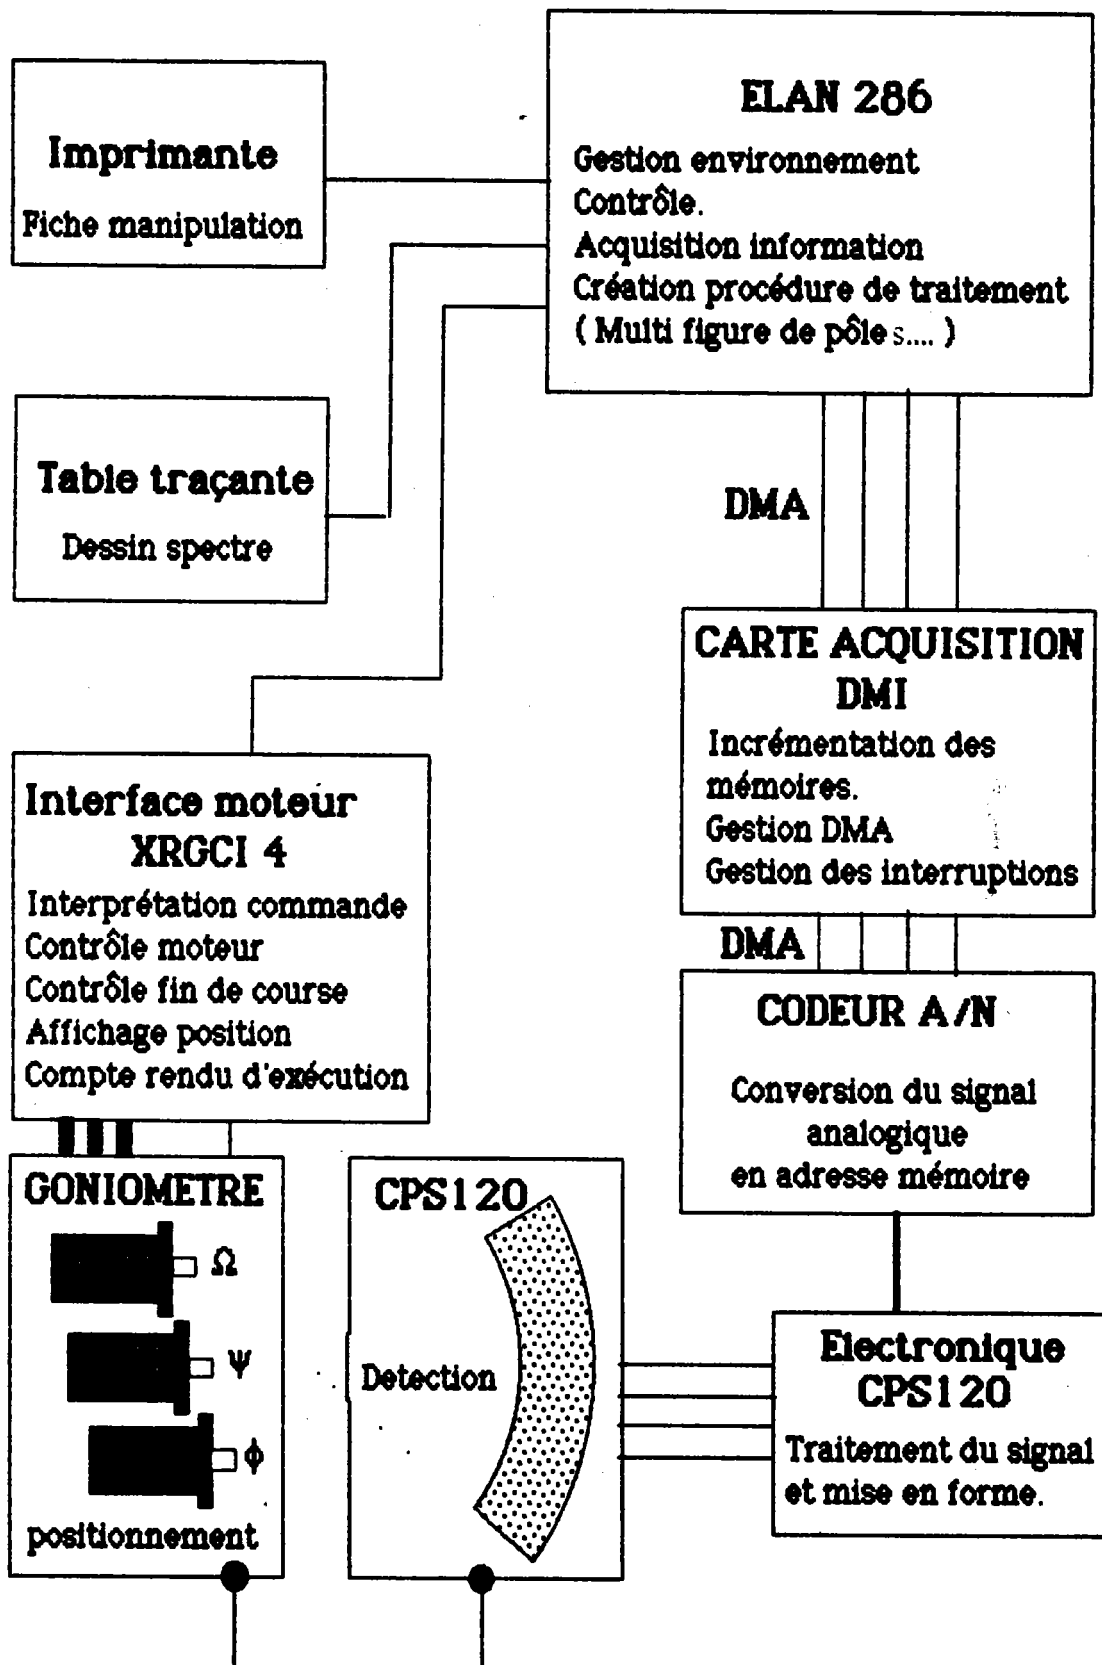 ELAN 286
Gestion environnement
Contrôle.
Acquisition information
Création procédure de traitement
( Multi figure de pôle s.... )
Imprimante
Fiche manipulation
Table traçante
Dessin spectre
DMA
CARTE ACQUISITION
DMI
Incrémentation des
mémoires.
Gestion DMA
Gestion des interruptions
Interface moteur
XRGCI 4
Interprétation commande
Contrôle moteur
Contrôle fin de course
Affichage position
Compte rendu d'exécution
DMA
CODEUR A/N
Conversion du signal
analogique
en adresse mémoire
GONIOMETRE
Ω
Ψ
ϕ
positionnement
CPS120
Detection
Electronique
CPS120
Traitement du signal
et mise en forme.